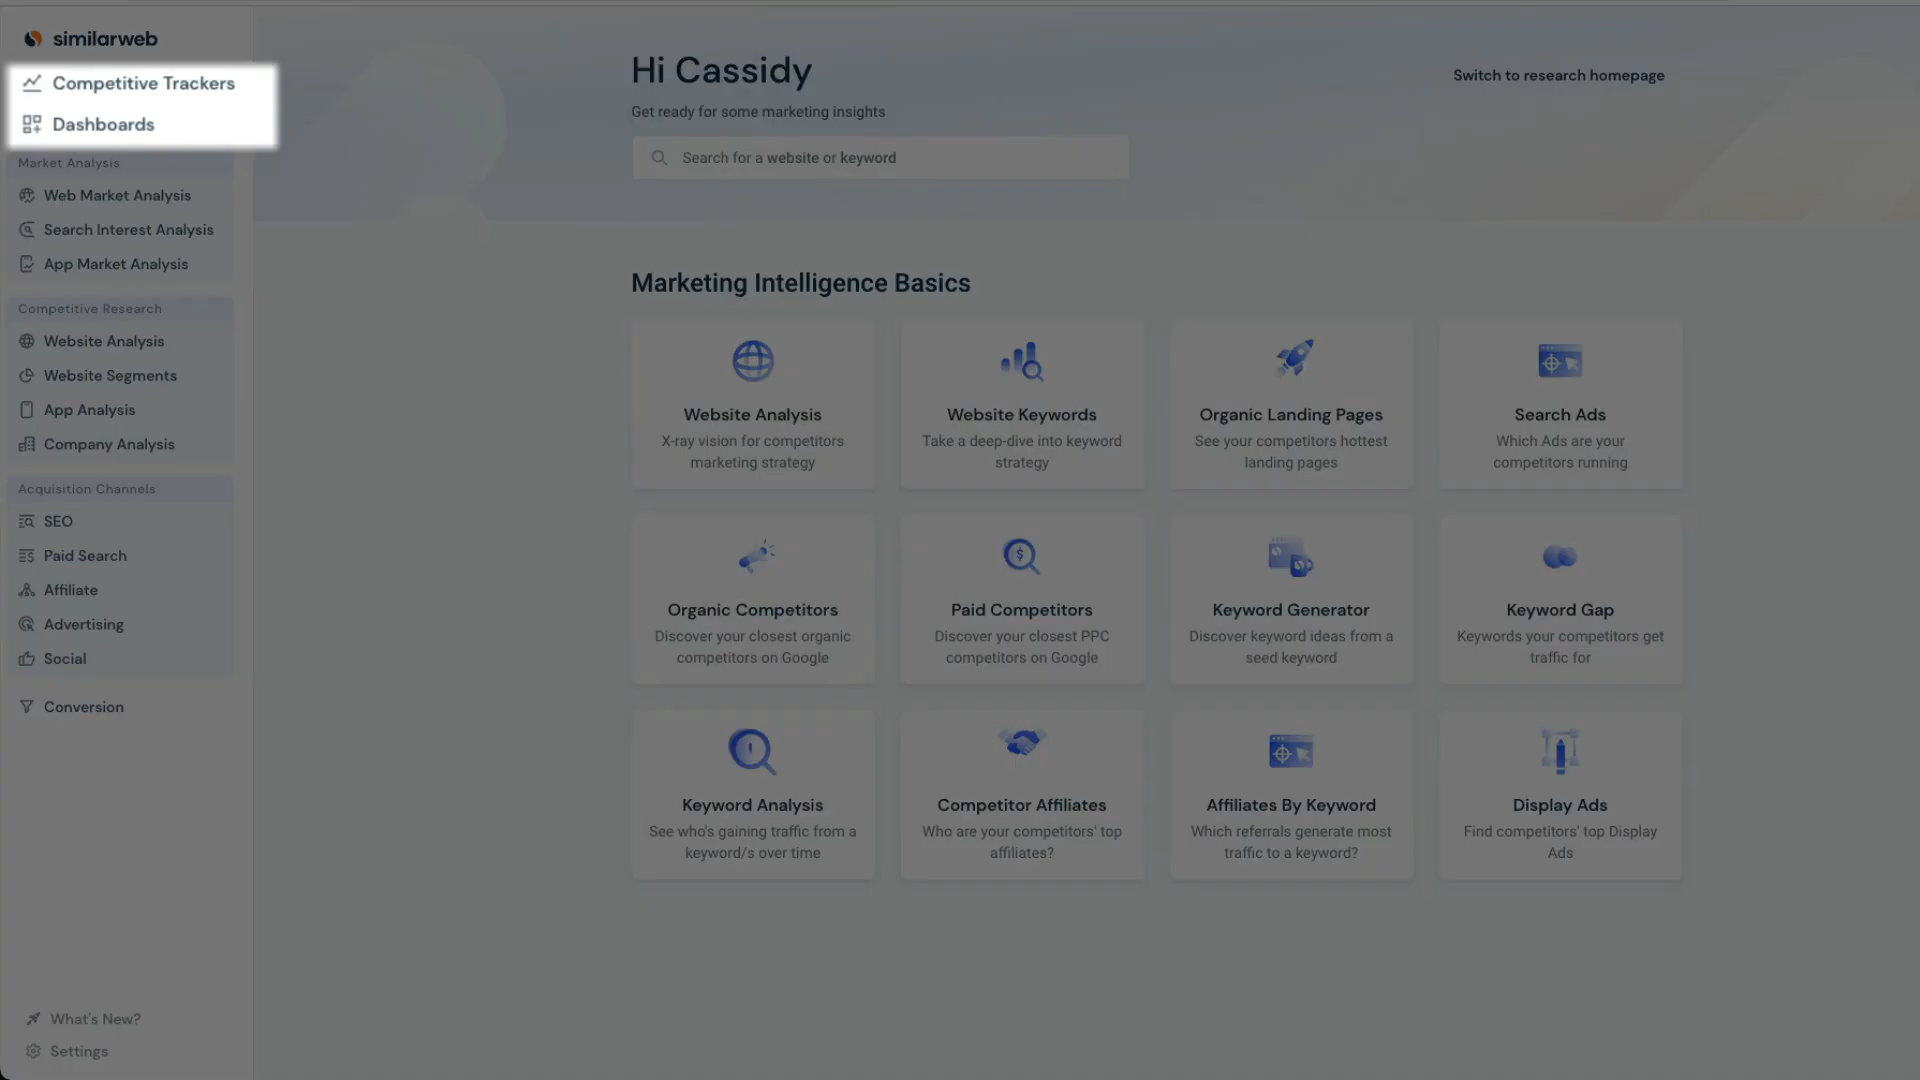 similarweb
Competitive Trackers
Dashboards
Market Analysis
Web Market Analysis
Search Interest Analysis
App Market Analysis
Competitive Research
Website Analysis
Website Segments
App Analysis
Company Analysis
Acquisition Channels
SEO
Paid Search
Affiliate
Advertising
Social
Conversion
What's New?
Settings
Hi Cassidy
Switch to research homepage
Get ready for some marketing insights
Search for a website or keyword
Marketing Intelligence Basics
Website Analysis
X-ray vision for competitors
marketing strategy
Website Keywords
Take a deep-dive into keyword
strategy
Organic Landing Pages
See your competitors hottest
landing pages
Search Ads
Which Ads are your
competitors running
Organic Competitors
Discover your closest organic
competitors on Google
Paid Competitors
Discover your closest PPC
competitors on Google
Keyword Generator
Discover keyword ideas from a
seed keyword
Keyword Gap
Keywords your competitors get
traffic for
Keyword Analysis
See who's gaining traffic from a
keyword/s over time
Competitor Affiliates
Who are your competitors' top
affiliates?
Affiliates By Keyword
Which referrals generate most
traffic to a keyword?
Display Ads
Find competitors' top Display
Ads